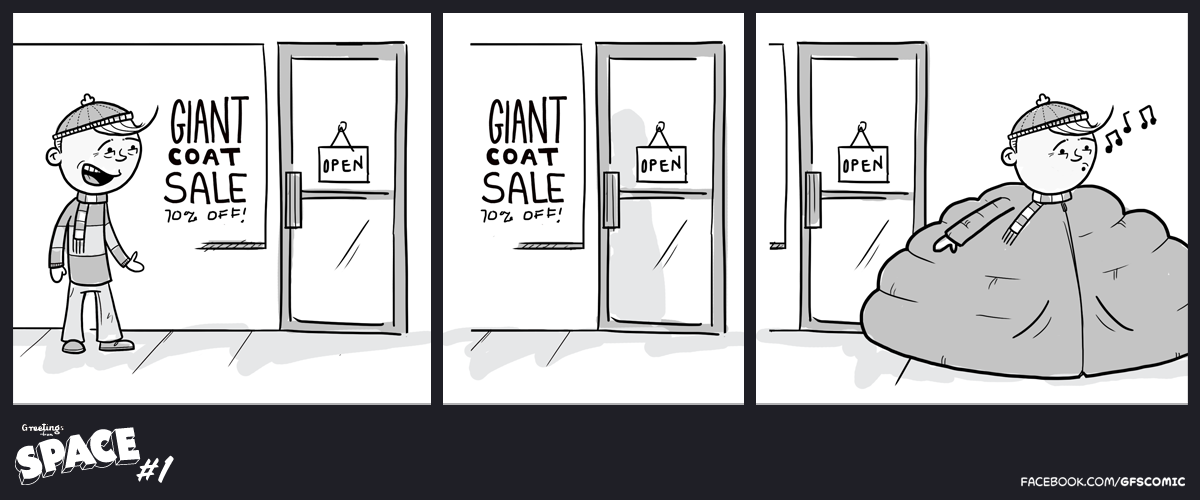 GIANT
COAT
SALE
70% OFF!
OPEN
GIANT
COAT
SALE
70% OFF!
OPEN
OPEN
Greetings
from
SPACE #1
FACEBOOK.COM/GFSCOMIC